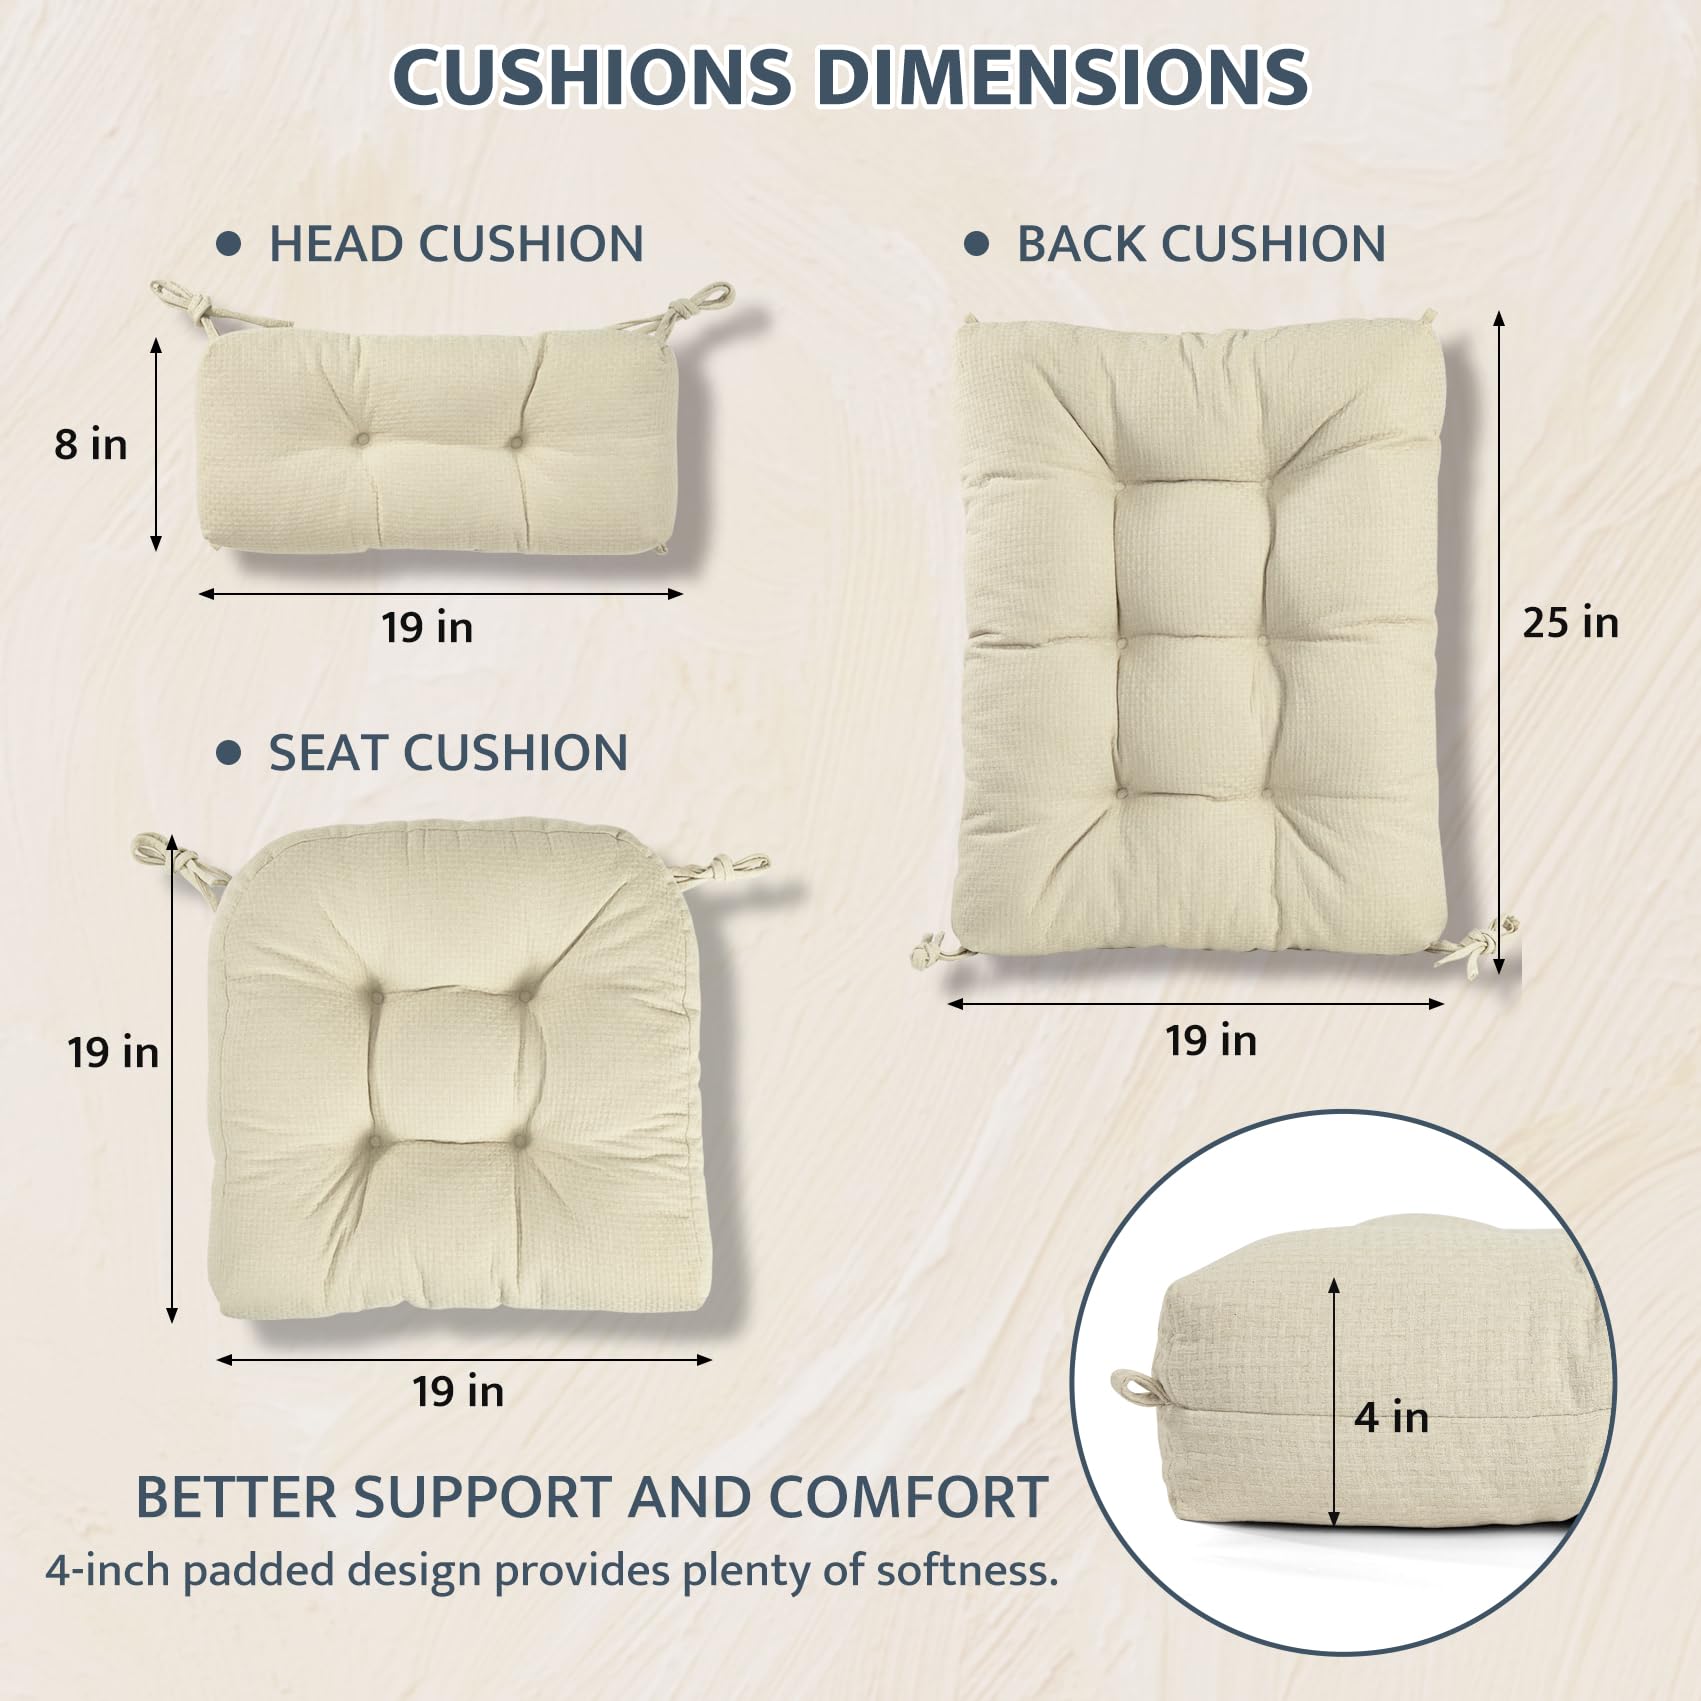 CUSHIONS DIMENSIONS
● HEAD CUSHION
8 in
19 in
● BACK CUSHION
25 in
19 in
● SEAT CUSHION
19 in
19 in
4 in
BETTER SUPPORT AND COMFORT
4-inch padded design provides plenty of softness.